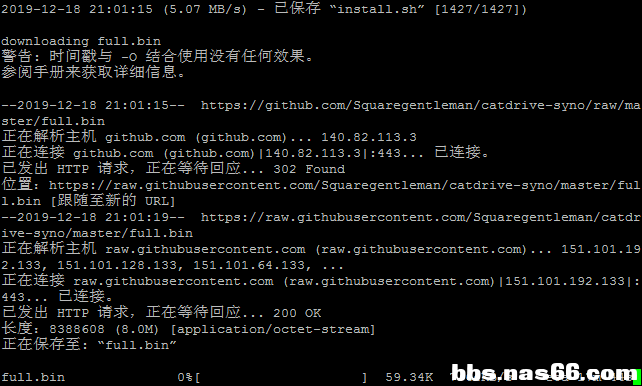 2019-12-18 21:01:15 (5.07 MB/s) - 已保存 “install.sh” [1427/1427])
downloading full.bin
警告：时间戳与 -O 结合使用没有任何效果。
参阅手册来获取详细信息。
--2019-12-18 21:01:15--  https://github.com/Squaregentleman/catdrive-syno/raw/ma
ster/full.bin
正在解析主机 github.com (github.com)... 140.82.113.3
正在连接 github.com (github.com)|140.82.113.3|:443... 已连接。
已发出 HTTP 请求，正在等待回应... 302 Found
位置：https://raw.githubusercontent.com/Squaregentleman/catdrive-syno/master/ful
l.bin [跟随至新的 URL]
--2019-12-18 21:01:19--  https://raw.githubusercontent.com/Squaregentleman/catdr
ive-syno/master/full.bin
正在解析主机 raw.githubusercontent.com (raw.githubusercontent.com)... 151.101.19
2.133, 151.101.128.133, 151.101.64.133, ...
正在连接 raw.githubusercontent.com (raw.githubusercontent.com)|151.101.192.133|:
443... 已连接。
已发出 HTTP 请求，正在等待回应... 200 OK
长度：8388608 (8.0M) [application/octet-stream]
正在保存至: “full.bin”
full.bin 0%[ ] 59.34K
bbs.nas66.com